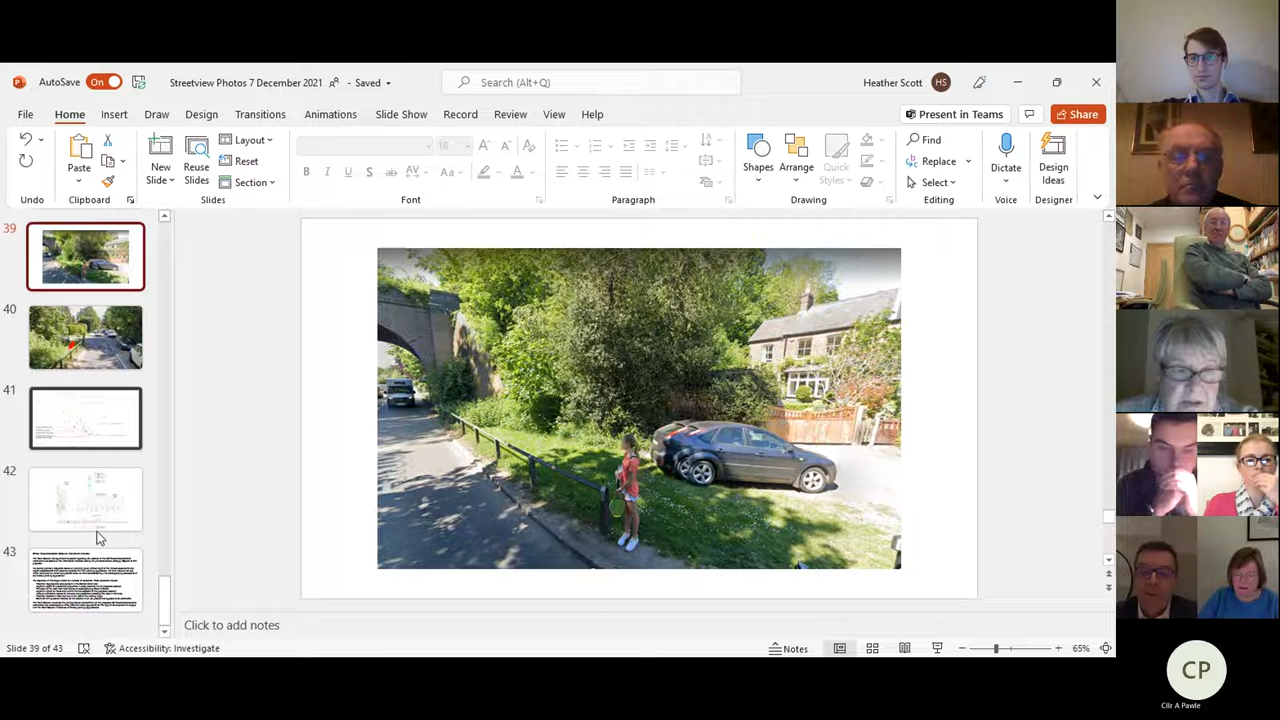 AutoSave On Streetview Photos 7 December 2021 - Saved Search (Alt+Q) Heather Scott HS
File Home Insert Draw Design Transitions Animations Slide Show Record Review View Help Present in Teams Share
Paste New Slide Reuse Slides Layout Reset Section 18 B I U S ab AV Aa A Shapes Arrange Quick Styles Find Replace Select Dictate Design Ideas
Undo Clipboard Slides Font Paragraph Drawing Editing Voice Designer
39
40
41
42
43
Click to add notes
Slide 39 of 43 Accessibility: Investigate Notes 65%
CP
Cllr A Pawle